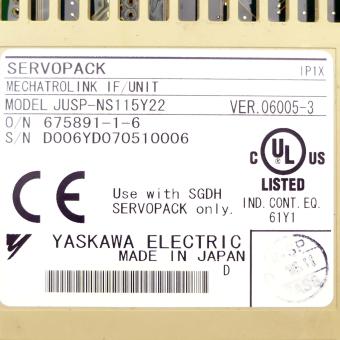 SERVOPACK
IP1X
MECHATROLINK IF/UNIT
MODEL JUSP-NS115Y22
VER.06005-3
O/N 675891-1-6
S/N D006YD070510006
C UL US
LISTED
IND. CONT. EQ.
61Y1
CE
Use with SGDH
SERVOPACK only.
YASKAWA ELECTRIC
MADE IN JAPAN
D